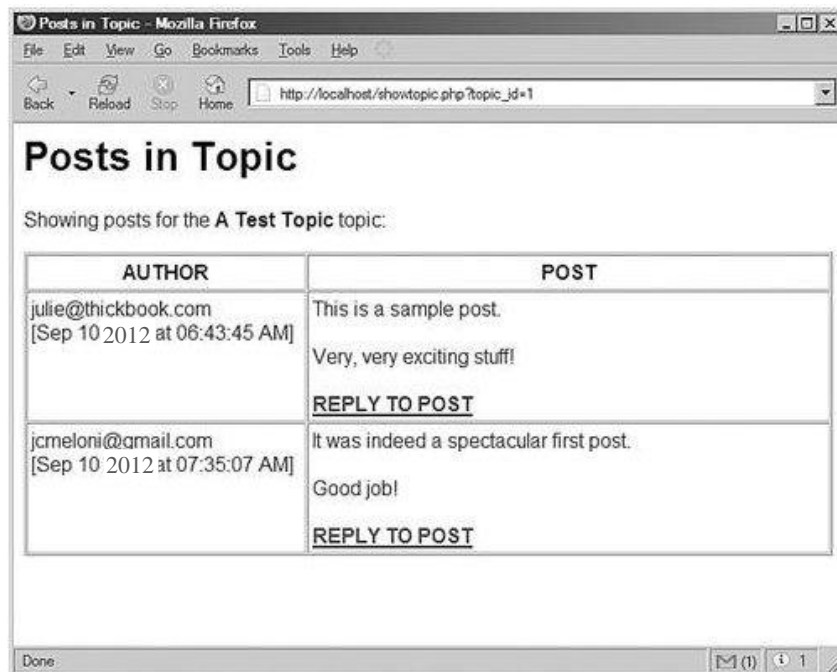 Posts in Topic - Mozilla Firefox
File Edit View Go Bookmarks Tools Help
Back Reload Stop Home http://localhost/showtopic.php?topic_id=1
Posts in Topic
Showing posts for the A Test Topic topic:
AUTHOR POST
julie@thickbook.com
[Sep 10 2012 at 06:43:45 AM]
This is a sample post.
Very, very exciting stuff!
REPLY TO POST
jcmeloni@gmail.com
[Sep 10 2012 at 07:35:07 AM]
It was indeed a spectacular first post.
Good job!
REPLY TO POST
Done (1) 1